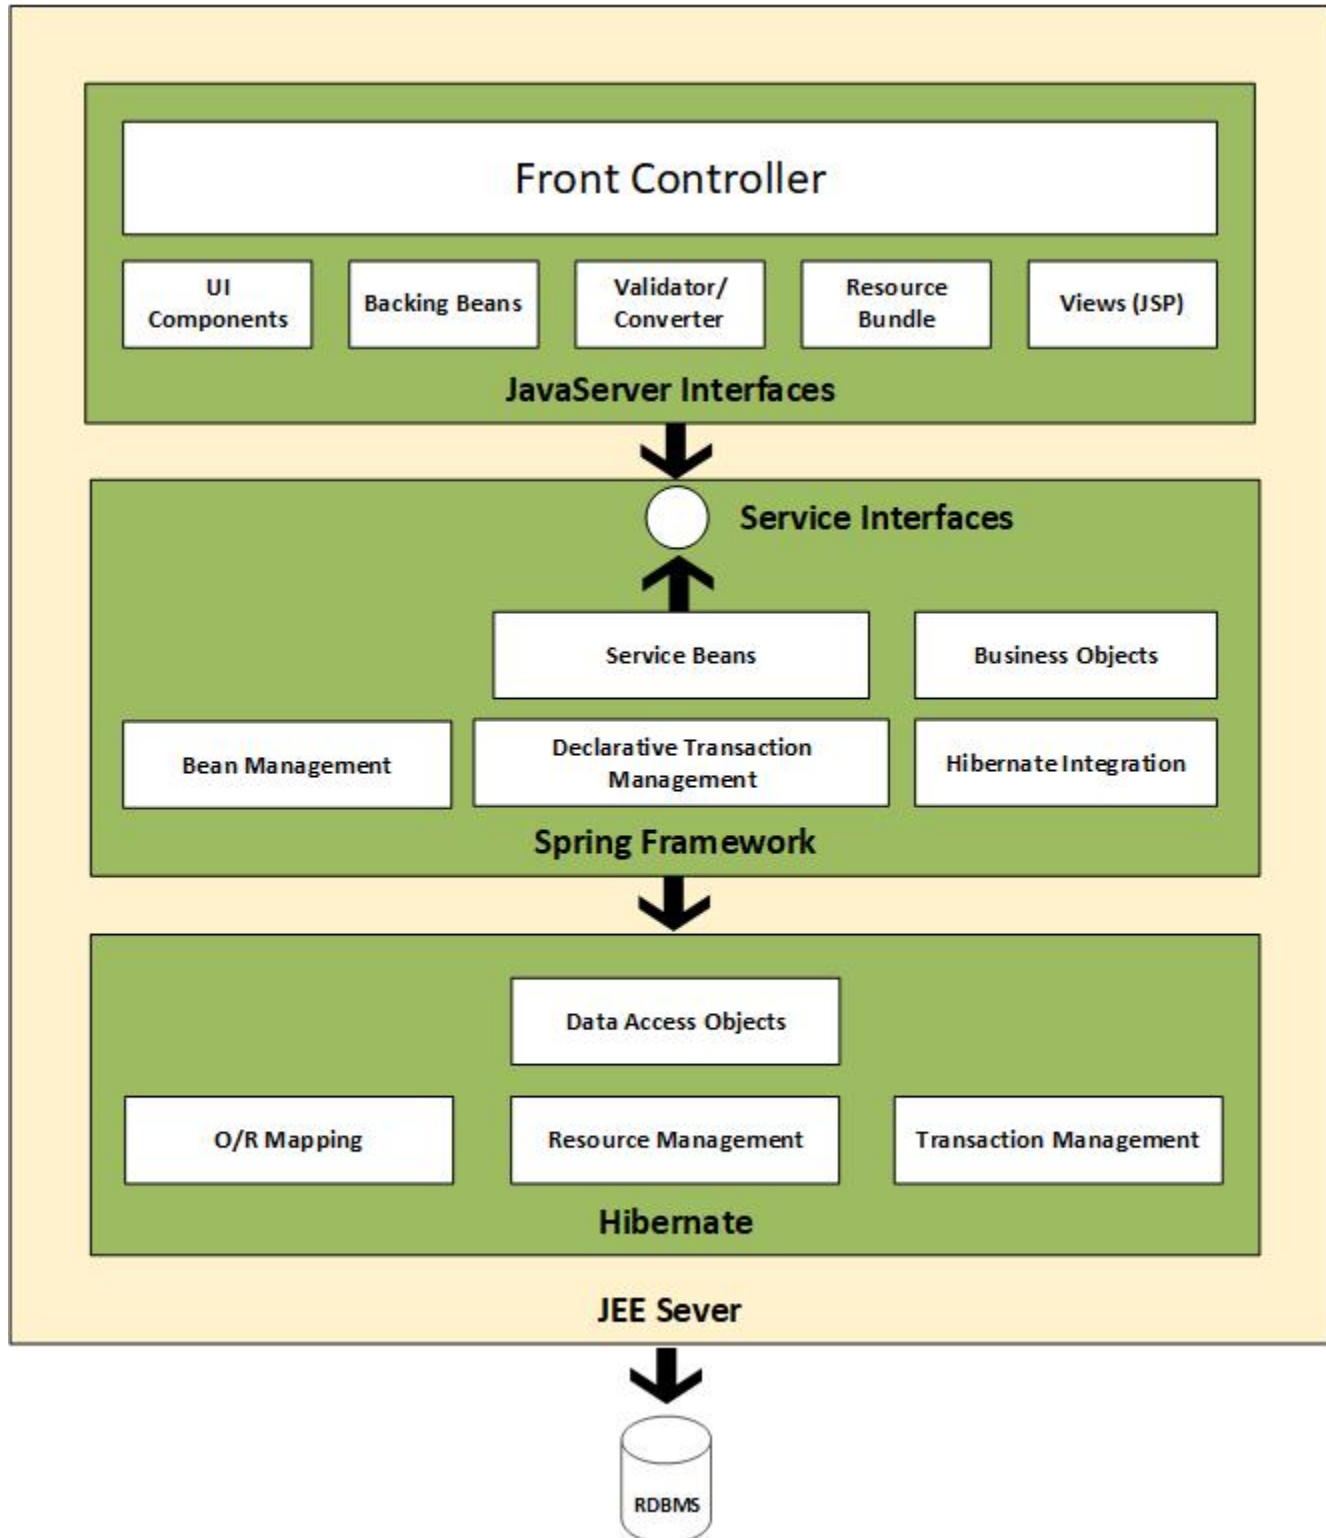 Front Controller
UI
Components
Backing Beans
Validator/
Converter
Resource
Bundle
Views (JSP)
JavaServer Interfaces
Service Interfaces
Service Beans
Business Objects
Bean Management
Declarative Transaction
Management
Hibernate Integration
Spring Framework
Data Access Objects
O/R Mapping
Resource Management
Transaction Management
Hibernate
JEE Sever
RDBMS